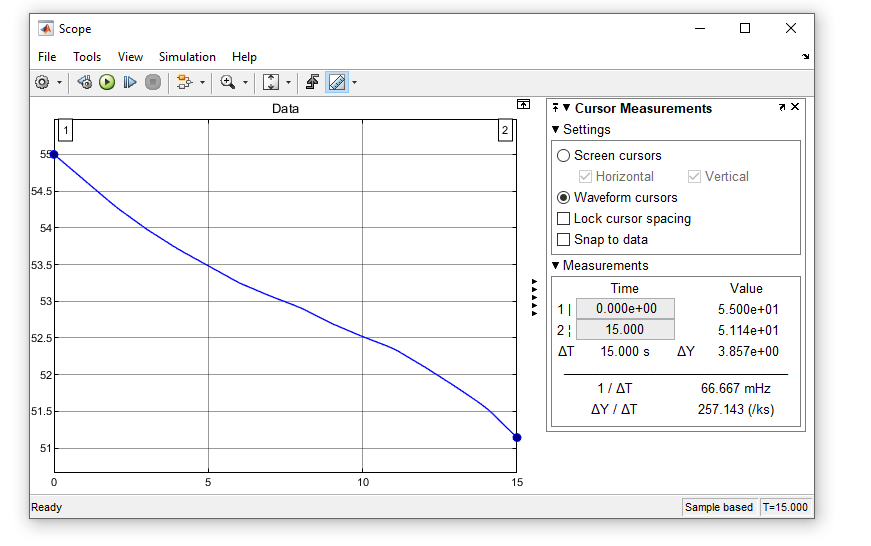 Scope
File Tools View Simulation Help
Data
Cursor Measurements
1
2
55
54.5
54
53.5
53
52.5
52
51.5
51
0
5
10
15
Settings
Screen cursors
Horizontal Vertical
Waveform cursors
Lock cursor spacing
Snap to data
Measurements
Time Value
1 | 0.000e+00 5.500e+01
2 ¦ 15.000 5.114e+01
ΔT 15.000 s ΔY 3.857e+00
1 / ΔT 66.667 mHz
ΔY / ΔT 257.143 (/ks)
Ready Sample based T=15.000